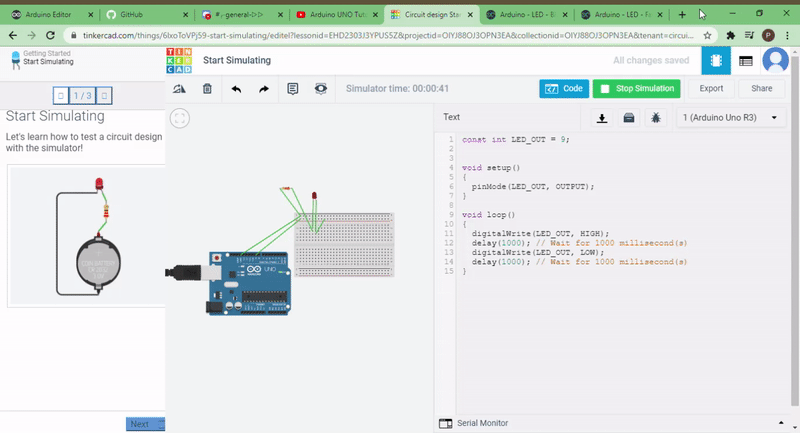 Arduino Editor
GitHub
#
general
Arduino UNO Tut
Circuit design Sta
Arduino - LED - B
Arduino - LED - F
tinkercad.com/things/6lxoToVPj59-start-simulating/editel?lessonid=EHD2303J3YPUS5Z&projectid=OIYJ88OJ3OPN3EA&collectionid=OIYJ88OJ3OPN3EA&tenant=circui...
P
Getting Started
Start Simulating
TIN
KER
CAD
Start Simulating
All changes saved
1 / 3
Simulator time: 00:00:41
Code
Stop Simulation
Export
Share
Start Simulating
Let's learn how to test a circuit design
with the simulator!
Text
1 (Arduino Uno R3)
1 const int LED_OUT = 9;
2
3
4 void setup()
5 {
6 pinMode(LED_OUT, OUTPUT);
7 }
8
9 void loop()
10 {
11 digitalWrite(LED_OUT, HIGH);
12 delay(1000); // Wait for 1000 millisecond(s)
13 digitalWrite(LED_OUT, LOW);
14 delay(1000); // Wait for 1000 millisecond(s)
15 }
UNO
Next
Serial Monitor